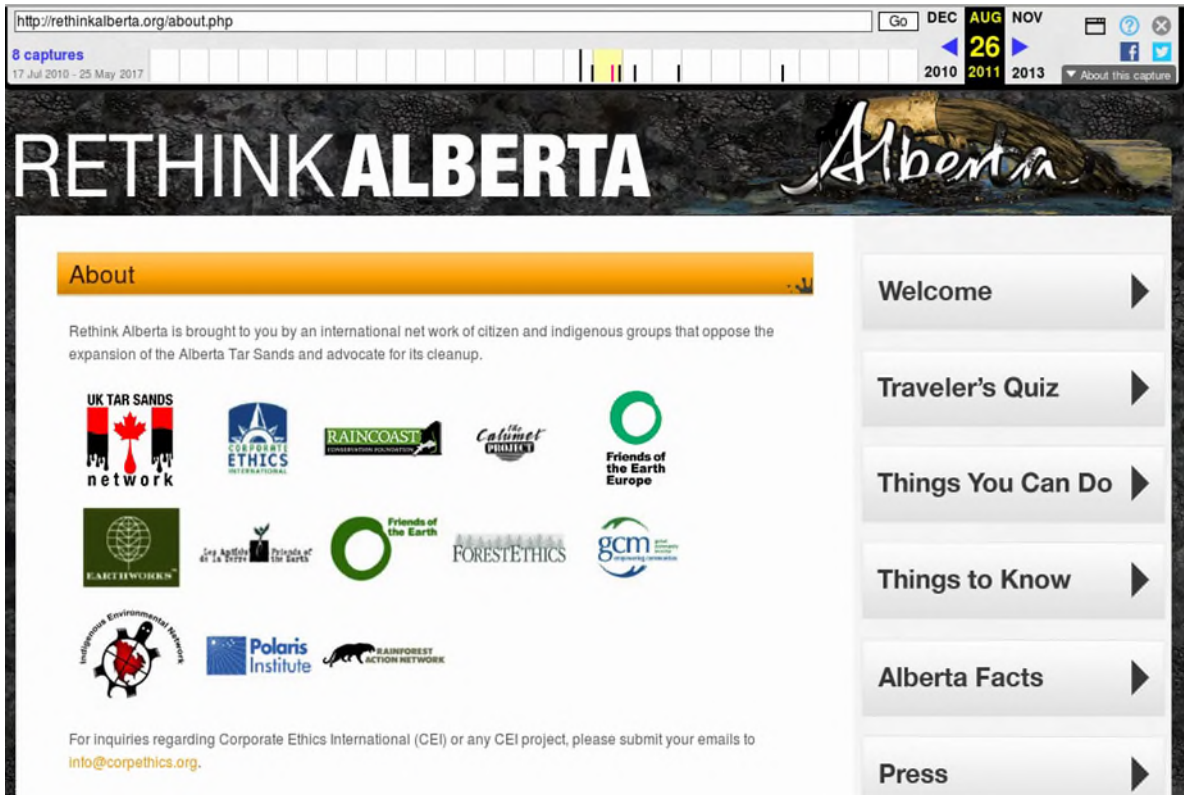 http://rethinkalberta.org/about.php
Go
DEC AUG NOV
8 captures
26
17 Jul 2010 - 25 May 2017
2010 2011 2013
About this capture
RETHINKALBERTA
Alberta
About
Rethink Alberta is brought to you by an international net work of citizen and indigenous groups that oppose the
expansion of the Alberta Tar Sands and advocate for its cleanup.
UK TAR SANDS
network
CORPORATE
ETHICS
INTERNATIONAL
RAINCOAST
CONSERVATION FOUNDATION
the
Calumet
PROJECT
Friends of
the Earth
Europe
EARTHWORKS
Les Ami(e)s de la Terre
Friends of
the Earth
Friends of
the Earth
FORESTETHICS
gcm
empowering communities
Indigenous Environmental Network
Polaris
Institute
RAINFOREST
ACTION NETWORK
For inquiries regarding Corporate Ethics International (CEI) or any CEI project, please submit your emails to
info@corpethics.org.
Welcome
Traveler's Quiz
Things You Can Do
Things to Know
Alberta Facts
Press